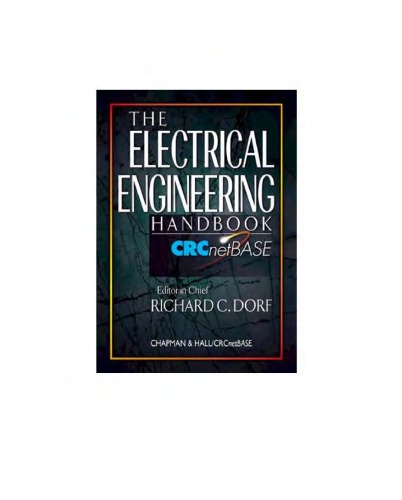 THE
ELECTRICAL
ENGINEERING
HANDBOOK
CRCnetBASE
Editor in Chief
RICHARD C. DORF
CHAPMAN & HALL/CRCnetBASE